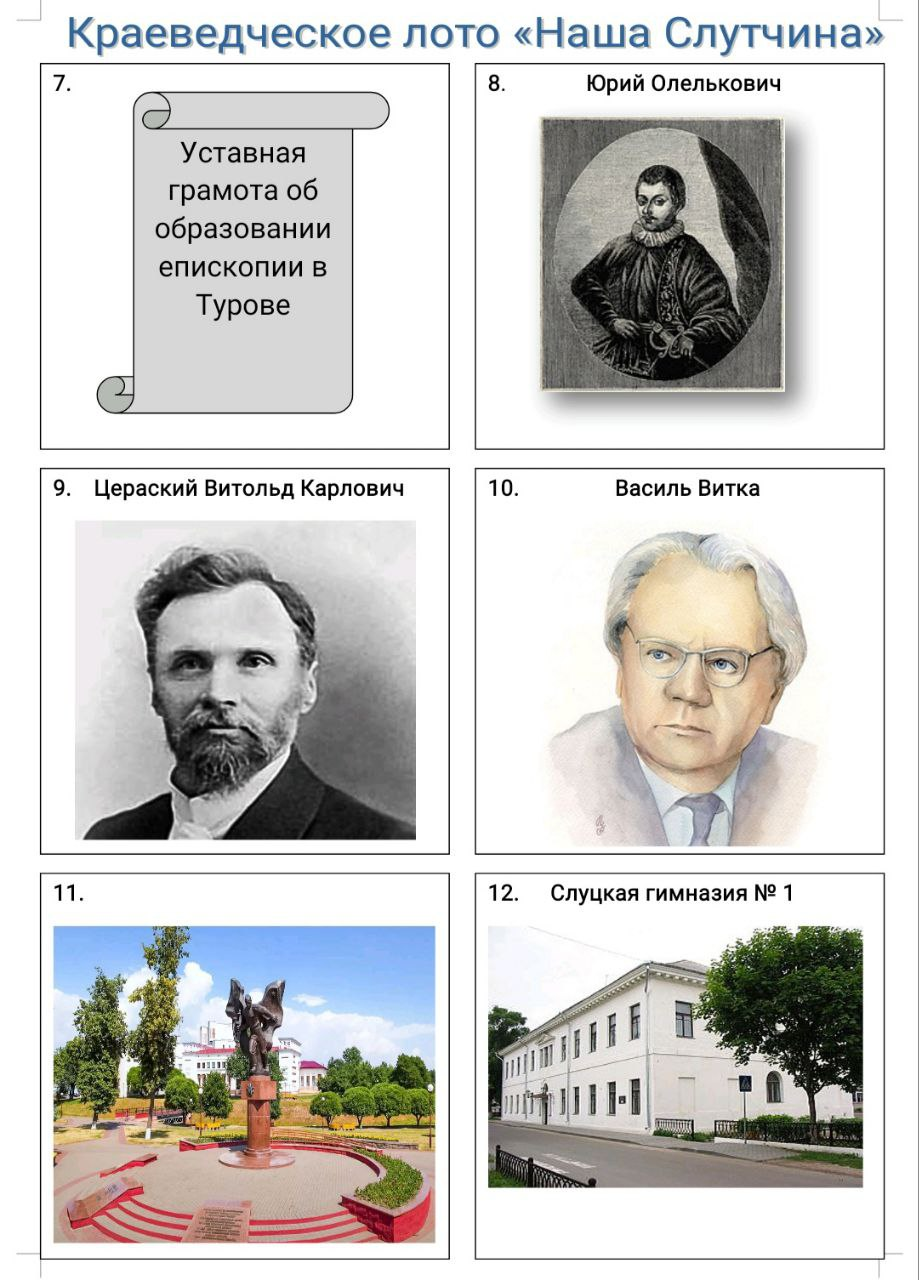 Краеведческое лото «Наша Слутчина»
7.
Уставная
грамота об
образовании
епископии в
Турове
8. Юрий Олелькович
9. Цераский Витольд Карлович
10. Василь Витка
11.
12. Слуцкая гимназия № 1